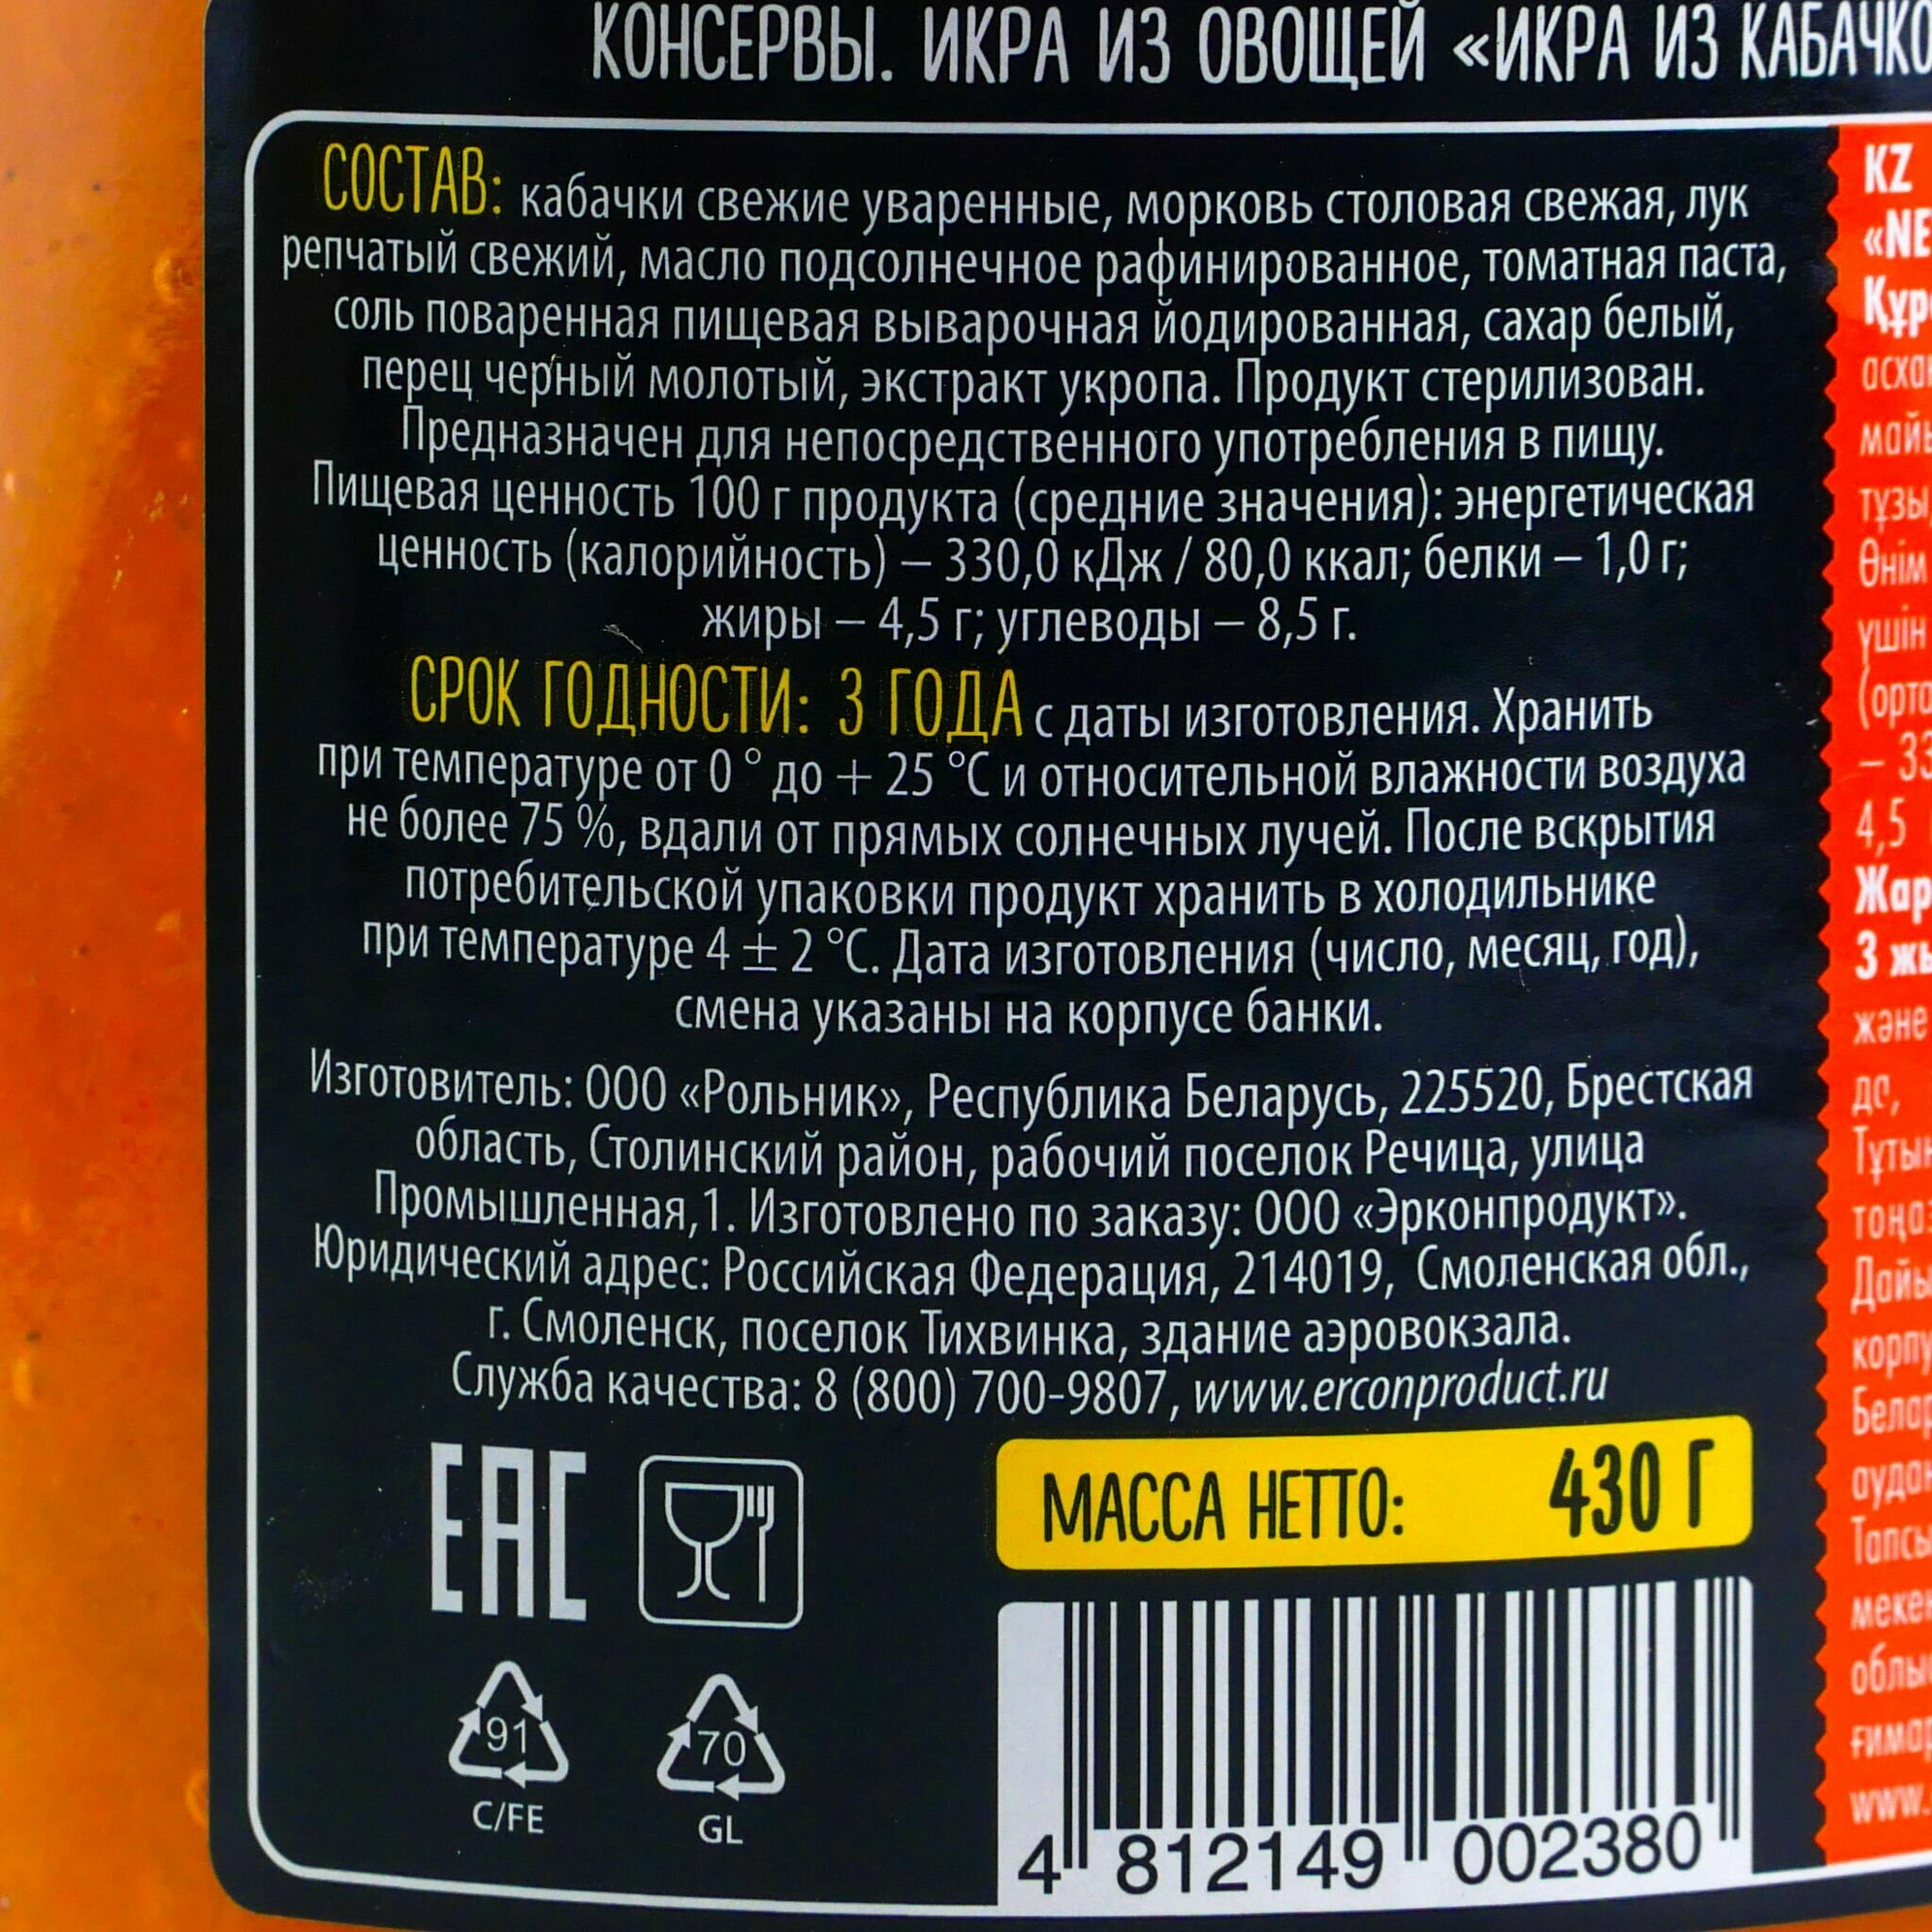 КОНСЕРВЫ. ИКРА ИЗ ОВОЩЕЙ «ИКРА ИЗ
СОСТАВ: кабачки свежие уваренные, морковь столовая свежая, лук
репчатый свежий, масло подсолнечное рафинированное, томатная паста,
соль поваренная пищевая выварочная йодированная, сахар белый,
перец черный молотый, экстракт укропа. Продукт стерилизован.
Предназначен для непосредственного употребления в пищу.
Пищевая ценность 100 г продукта (средние значения): энергетическая
ценность (калорийность) – 330,0 кДж / 80,0 ккал; белки – 1,0 г;
жиры – 4,5 г; углеводы – 8,5 г.
СРОК ГОДНОСТИ: 3 ГОДА с даты изготовления. Хранить
при температуре от 0 ° до + 25 °С и относительной влажности воздуха
не более 75 %, вдали от прямых солнечных лучей. После вскрытия
потребительской упаковки продукт хранить в холодильнике
при температуре 4 ± 2 °С. Дата изготовления (число, месяц, год),
смена указаны на корпусе банки.
Изготовитель: ООО «Рольник», Республика Беларусь, 225520, Брестская
область, Столинский район, рабочий поселок Речица, улица
Промышленная,1. Изготовлено по заказу: ООО «Эрконпродукт».
Юридический адрес: Российская Федерация, 214019, Смоленская обл.,
г. Смоленск, поселок Тихвинка, здание аэровокзала.
Служба качества: 8 (800) 700-9807, www.erconproduct.ru
ЕАС
МАССА НЕТТО: 430 Г
91
C/FE
70
GL
4 812149 002380
KZ
4,5
және
үшін